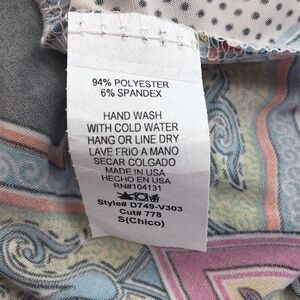 94% POLYESTER
6% SPANDEX
HAND WASH
WITH COLD WATER
HANG OR LINE DRY
LAVE FRIO A MANO
SECAR COLGADO
MADE IN USA
HECHO EN USA
RN#104131
Style# D749-V303
Cut# 778
S(Chico)